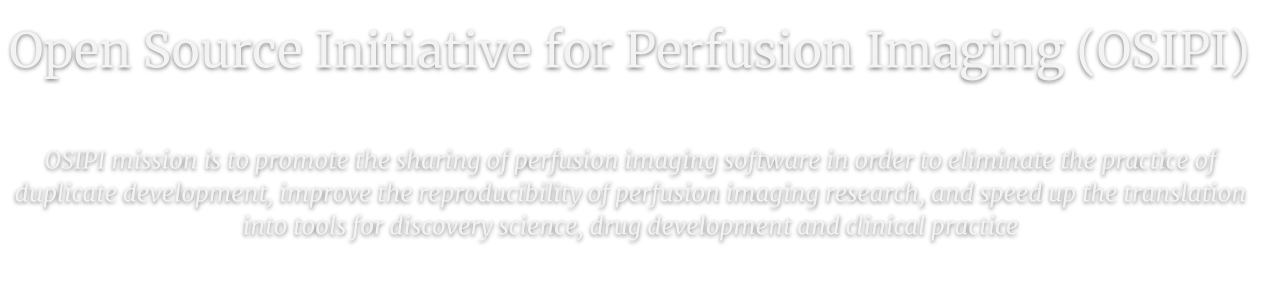 Open Source Initiative for Perfusion Imaging (OSIPI)
OSIPI mission is to promote the sharing of perfusion imaging software in order to eliminate the practice of
duplicate development, improve the reproducibility of perfusion imaging research, and speed up the translation
into tools for discovery science, drug development and clinical practice